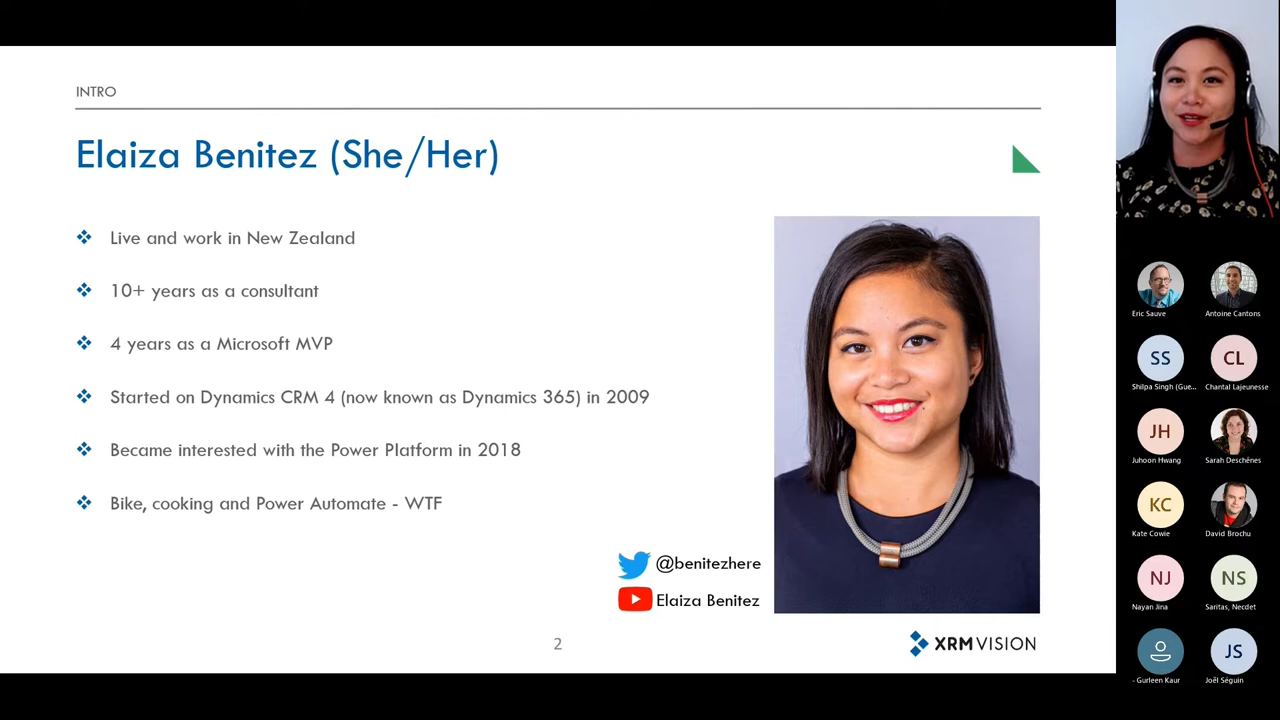 INTRO
Elaiza Benitez (She/Her)
Live and work in New Zealand
10+ years as a consultant
4 years as a Microsoft MVP
Started on Dynamics CRM 4 (now known as Dynamics 365) in 2009
Became interested with the Power Platform in 2018
Bike, cooking and Power Automate - WTF
@benitezhere
Elaiza Benitez
2
XRM VISION
Eric Sauve
Antoine Cantons
SS
CL
Shilpa Singh (Gue...
Chantal Lajeunesse
JH
Juhoon Hwang
Sarah Deschênes
KC
Kate Cowie
David Brochu
NJ
NS
Nayan Jina
Saritas, Necdet
JS
- Gurleen Kaur
Joël Séguin